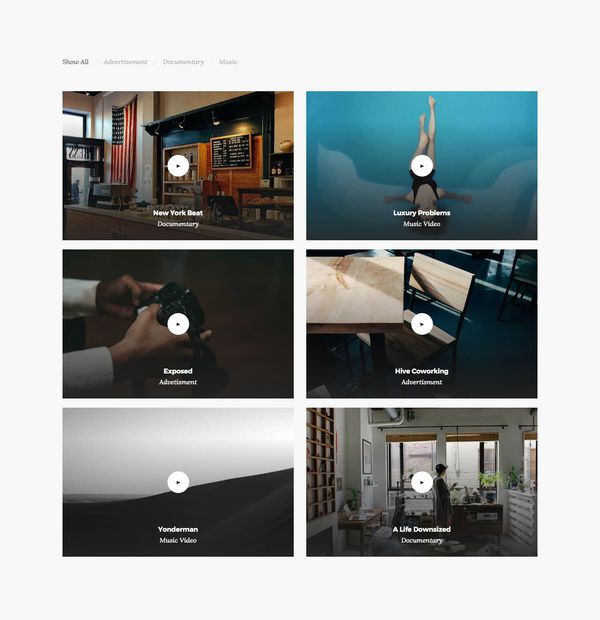 Show All / Advertisement / Documentary / Music
New York Beat
Documentary
Luxury Problems
Music Video
Exposed
Advetisment
Hive Coworking
Advertisment
Yonderman
Music Video
A Life Downsized
Documentary